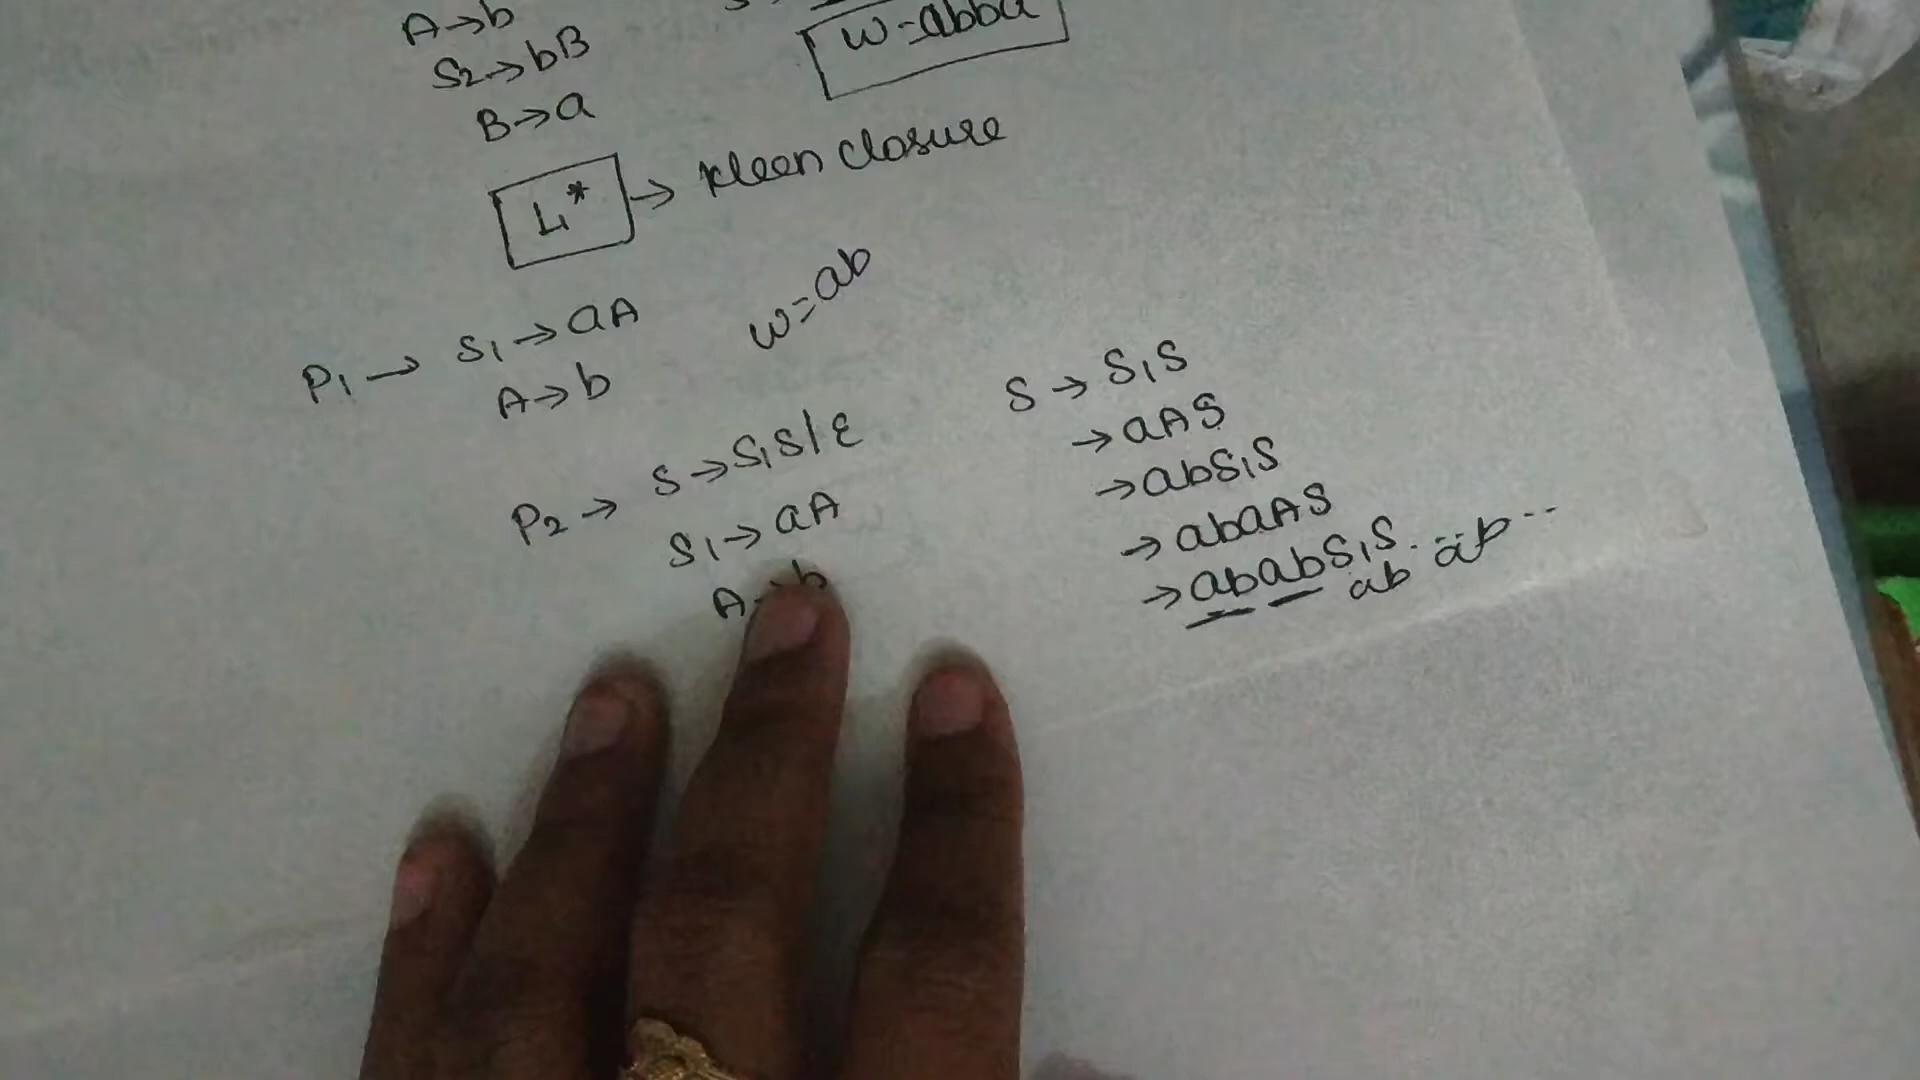 A→b
S2→bB
B→a
w=abba
L1* → kleen closure
P1 → S1→aA
A→b
w=ab
P2 → S→S1S/ε
S1→aA
A→b
S→S1S
→aAS
→abS1S
→abaAS
→ababS1S.
ab ab--